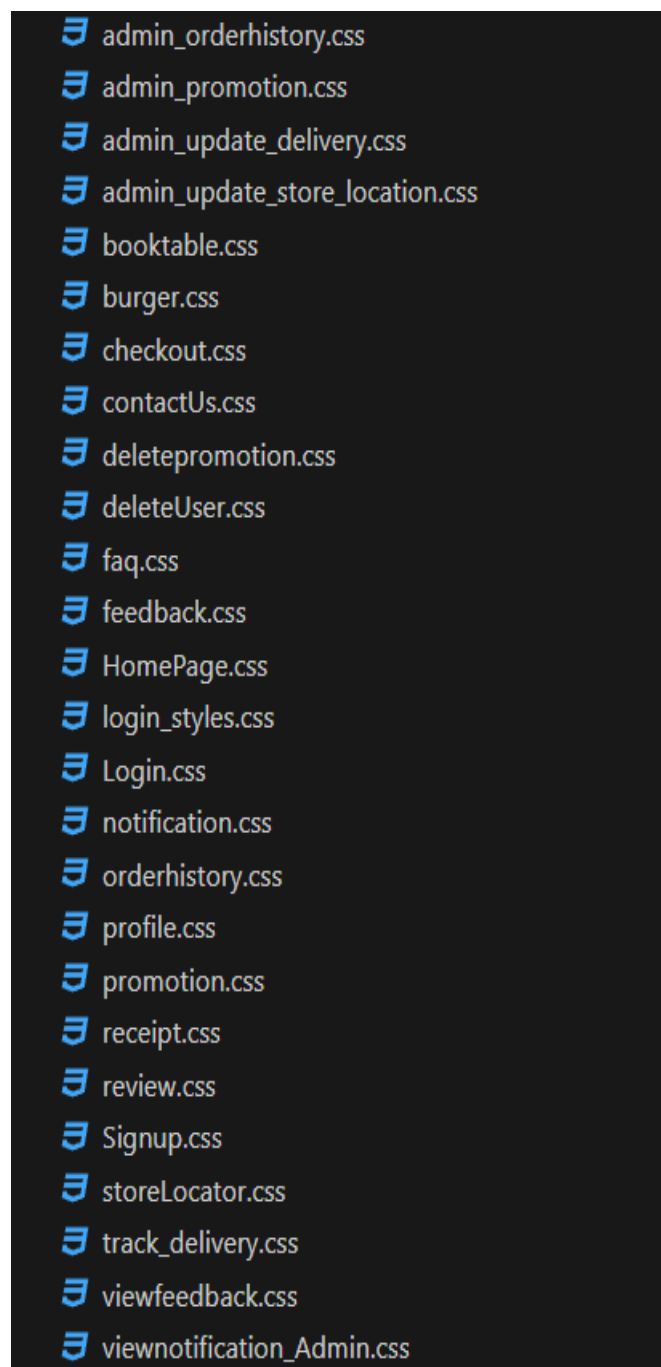 admin_orderhistory.css
admin_promotion.css
admin_update_delivery.css
admin_update_store_location.css
booktable.css
burger.css
checkout.css
contactUs.css
deletepromotion.css
deleteUser.css
faq.css
feedback.css
HomePage.css
login_styles.css
Login.css
notification.css
orderhistory.css
profile.css
promotion.css
receipt.css
review.css
Signup.css
storeLocator.css
track_delivery.css
viewfeedback.css
viewnotification_Admin.css